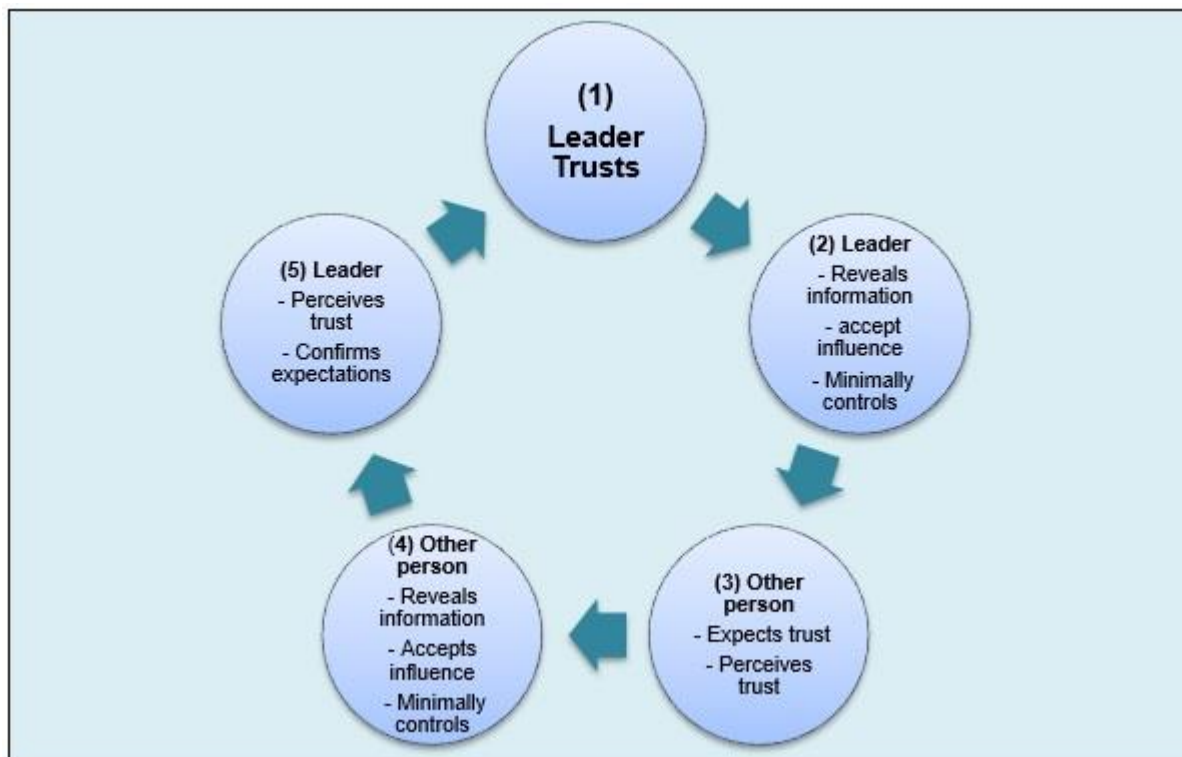 (1)
Leader
Trusts
(2) Leader
- Reveals
information
- accept
influence
- Minimally
controls
(3) Other
person
- Expects trust
- Perceives
trust
(4) Other
person
- Reveals
information
- Accepts
influence
- Minimally
controls
(5) Leader
- Perceives
trust
- Confirms
expectations